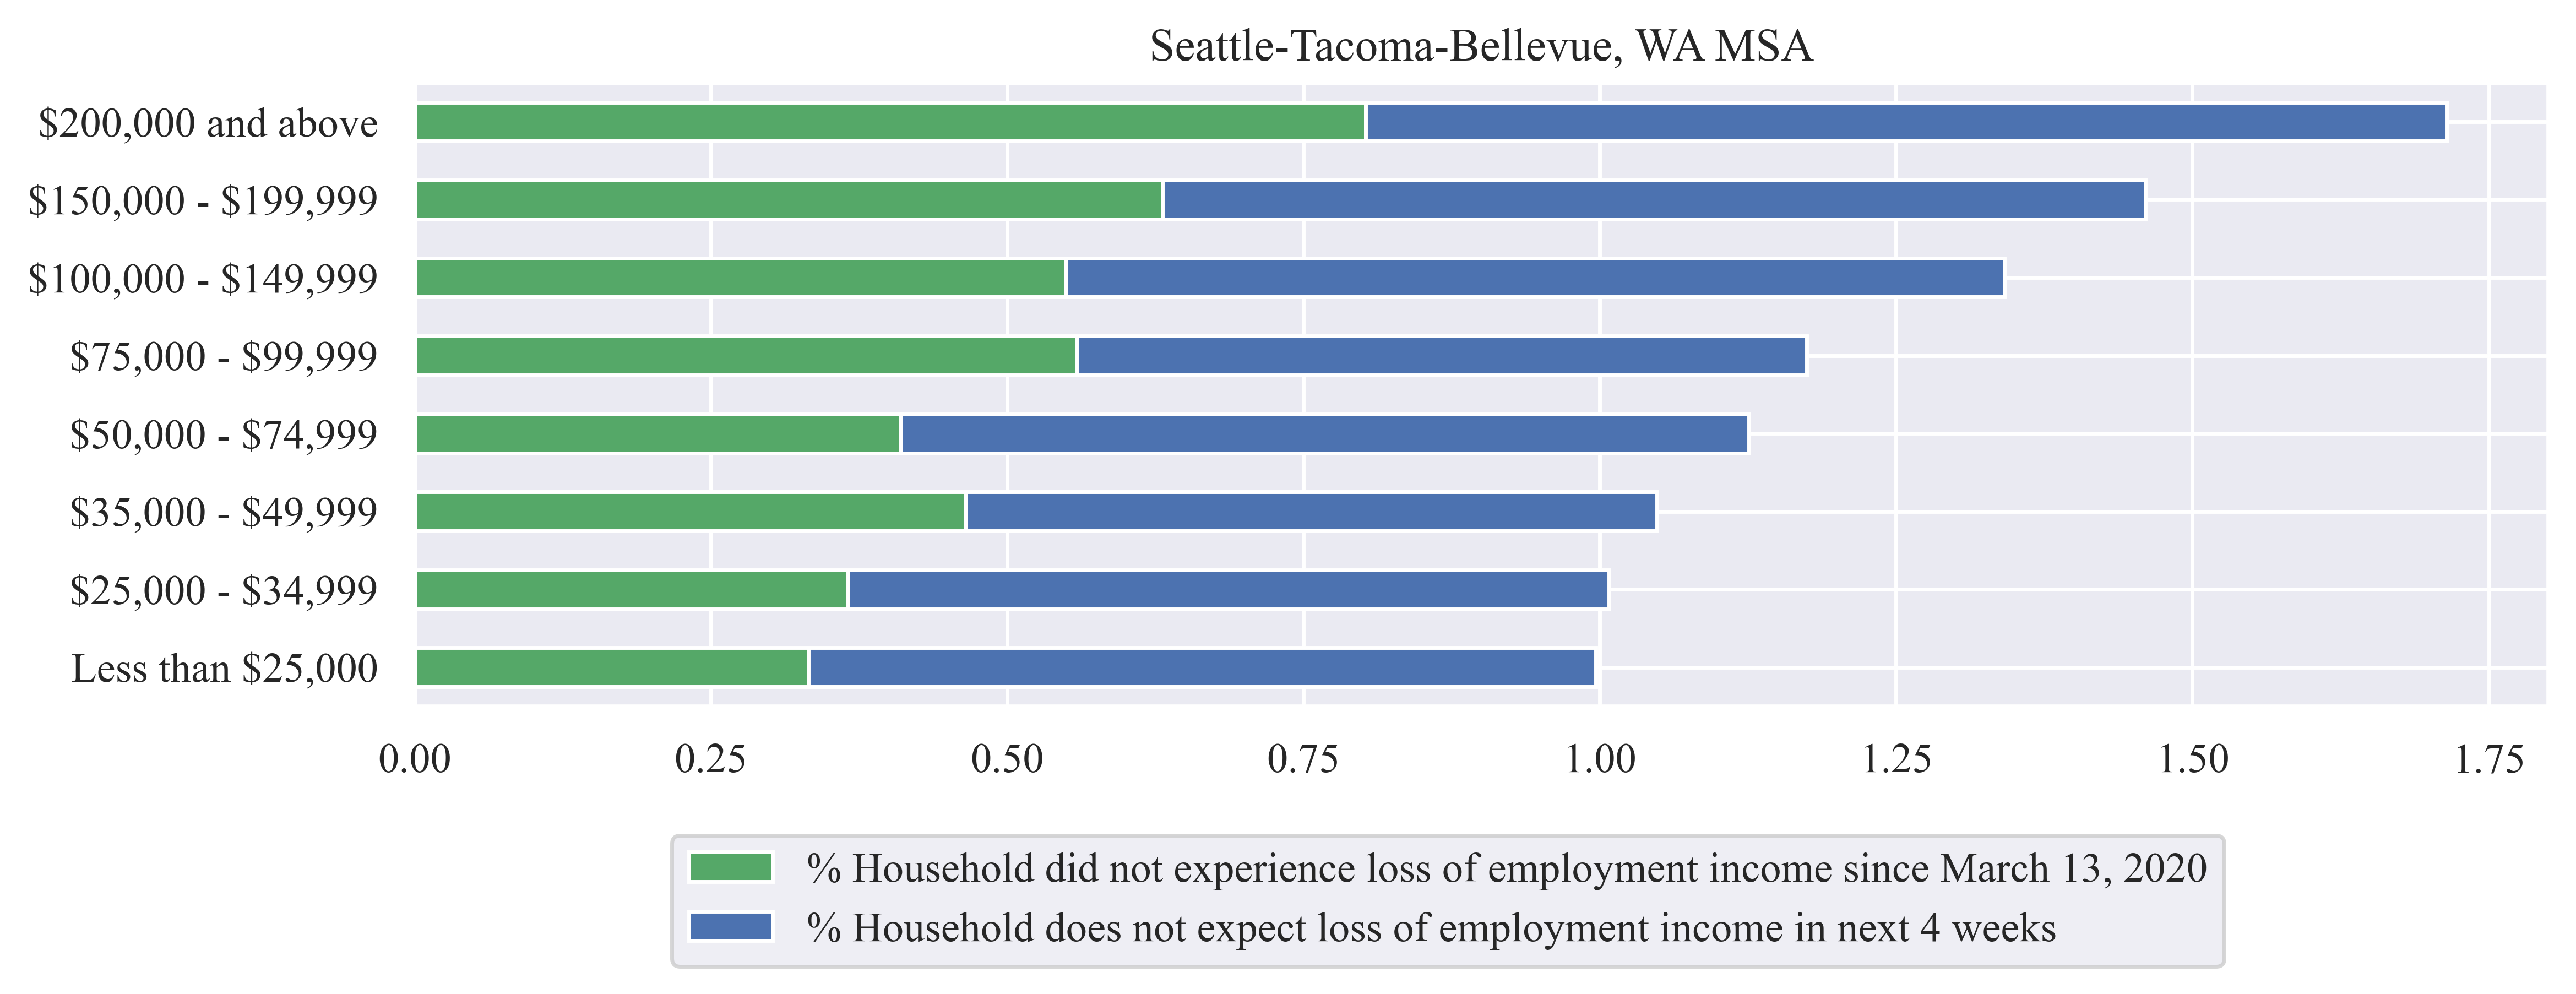 Seattle-Tacoma-Bellevue, WA MSA
$200,000 and above
$150,000 - $199,999
$100,000 - $149,999
$75,000 - $99,999
$50,000 - $74,999
$35,000 - $49,999
$25,000 - $34,999
Less than $25,000
0.00 0.25 0.50 0.75 1.00 1.25 1.50 1.75
% Household did not experience loss of employment income since March 13, 2020
% Household does not expect loss of employment income in next 4 weeks